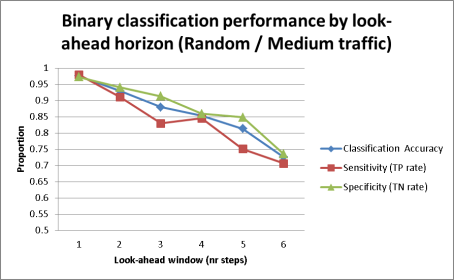 Binary classification performance by look-
ahead horizon (Random / Medium traffic)
1
0.95
0.9
0.85
0.8
0.75
0.7
0.65
0.6
0.55
0.5
Proportion
1 2 3 4 5 6
Look-ahead window (nr steps)
Classification Accuracy
Sensitivity (TP rate)
Specificity (TN rate)